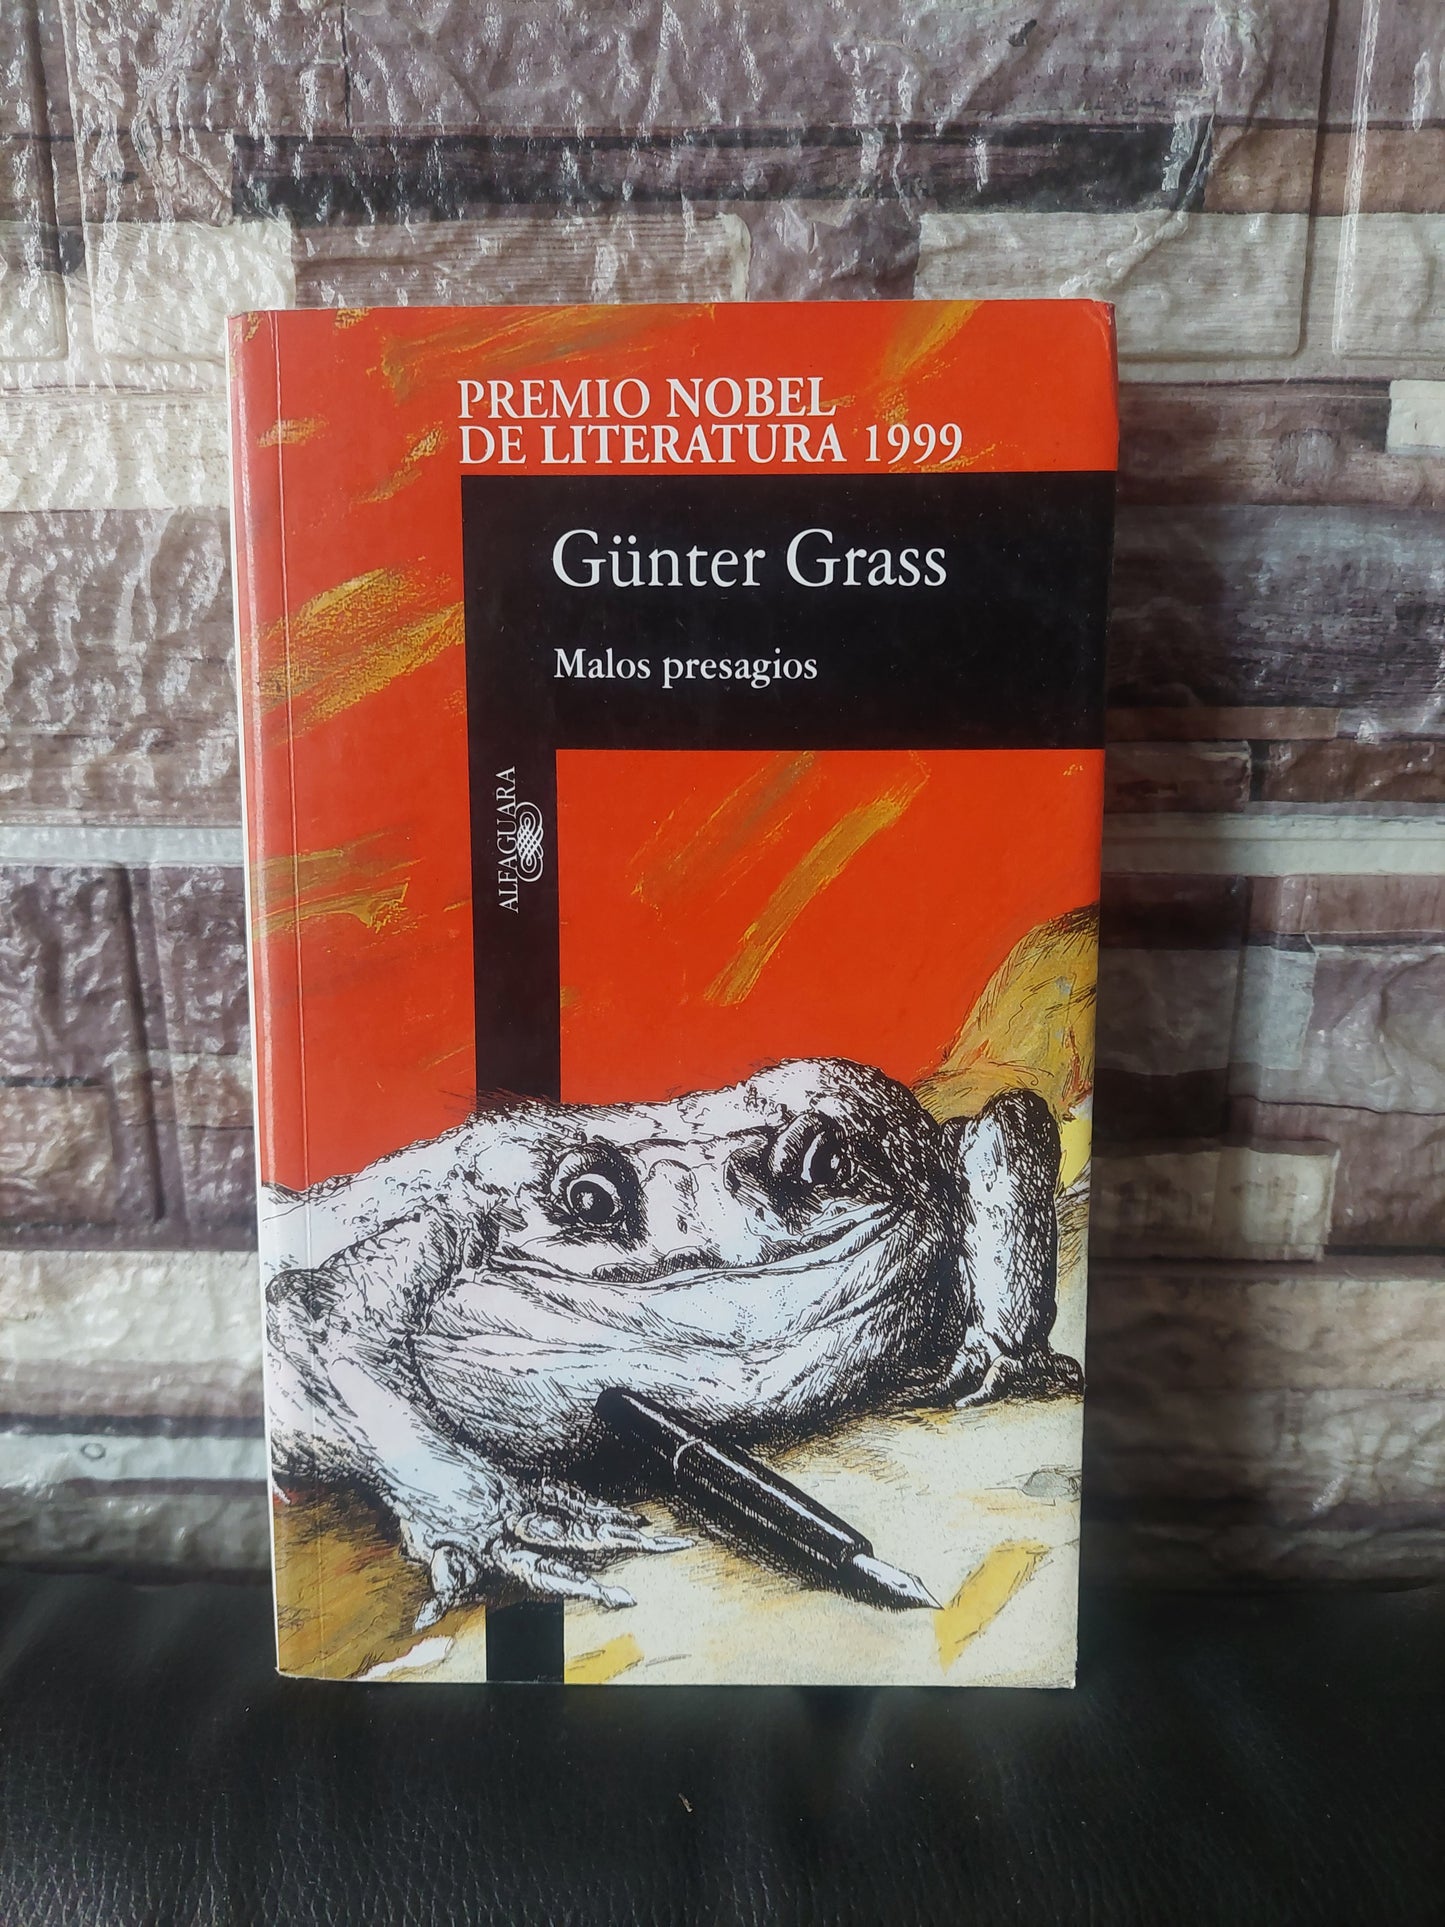 PREMIO NOBEL
DE LITERATURA 1999
Günter Grass
Malos presagios
ALFAGUARA